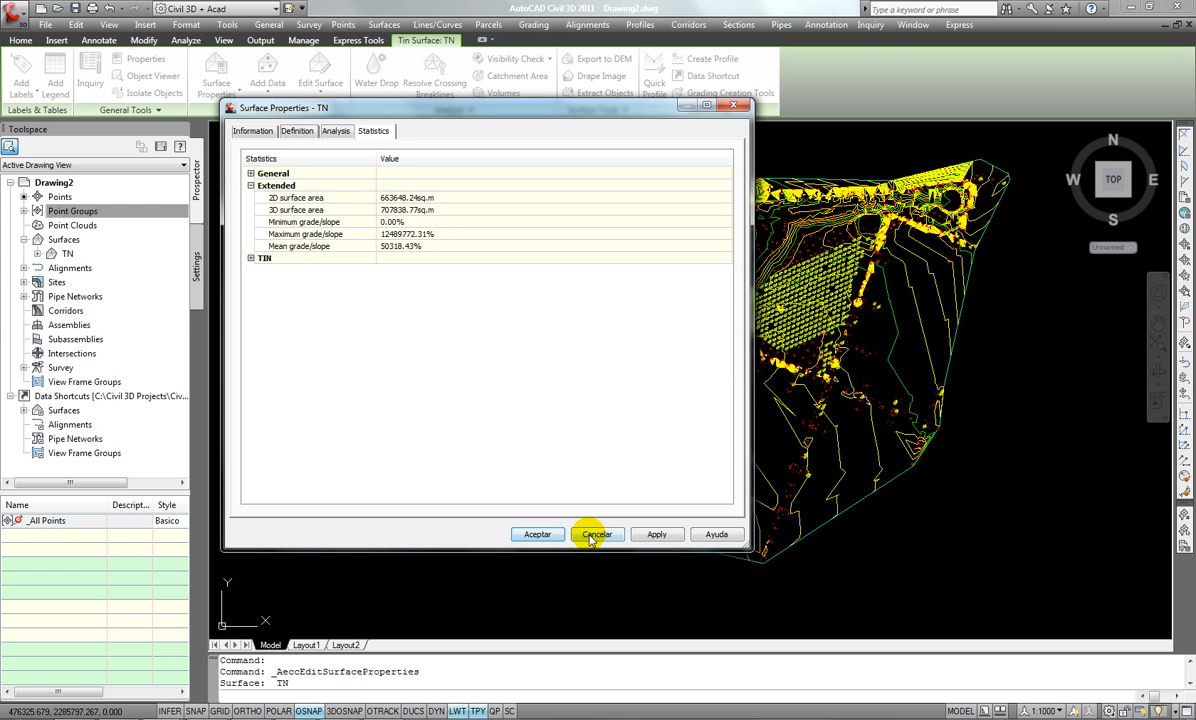 Civil 3D + Acad
AutoCAD Civil 3D 2011 Drawing2.dwg
Type a keyword or phrase
File Edit View Insert Format Tools General Survey Points Surfaces Lines/Curves Parcels Grading Alignments Profiles Corridors Sections Pipes Annotation Inquiry Window Express
Home Insert Annotate Modify Analyze View Output Manage Express Tools Tin Surface: TN
Add Labels
Add Legend
Inquiry
Properties
Object Viewer
Isolate Objects
Surface Properties
Add Data
Edit Surface
Water Drop
Resolve Crossing Breaklines
Visibility Check
Catchment Area
Volumes
Export to DEM
Drape Image
Extract Objects
Quick Profile
Create Profile
Data Shortcut
Grading Creation Tools
Labels & Tables
General Tools
Toolspace
Active Drawing View
Drawing2
Points
Point Groups
Point Clouds
Surfaces
TN
Alignments
Sites
Pipe Networks
Corridors
Assemblies
Subassemblies
Intersections
Survey
View Frame Groups
Data Shortcuts [C:\Civil 3D Projects\Civ...
Surfaces
Alignments
Pipe Networks
View Frame Groups
Prospector
Settings
Name Descript... Style
_All Points Basico
Surface Properties - TN
Information Definition Analysis Statistics
Statistics Value
General
Extended
2D surface area 663648.24sq.m
3D surface area 707838.77sq.m
Minimum grade/slope 0.00%
Maximum grade/slope 12489772.31%
Mean grade/slope 50318.43%
TIN
Aceptar Cancelar Apply Ayuda
N
W TOP E
S
Unnamed
Y
X
Model Layout1 Layout2
Command:
Command: _AeccEditSurfaceProperties
Surface: TN
476325.679, 2285797.267, 0.000 INFER SNAP GRID ORTHO POLAR OSNAP 3DOSNAP OTRACK DUCS DYN LWT TPY QP SC MODEL 1:1000